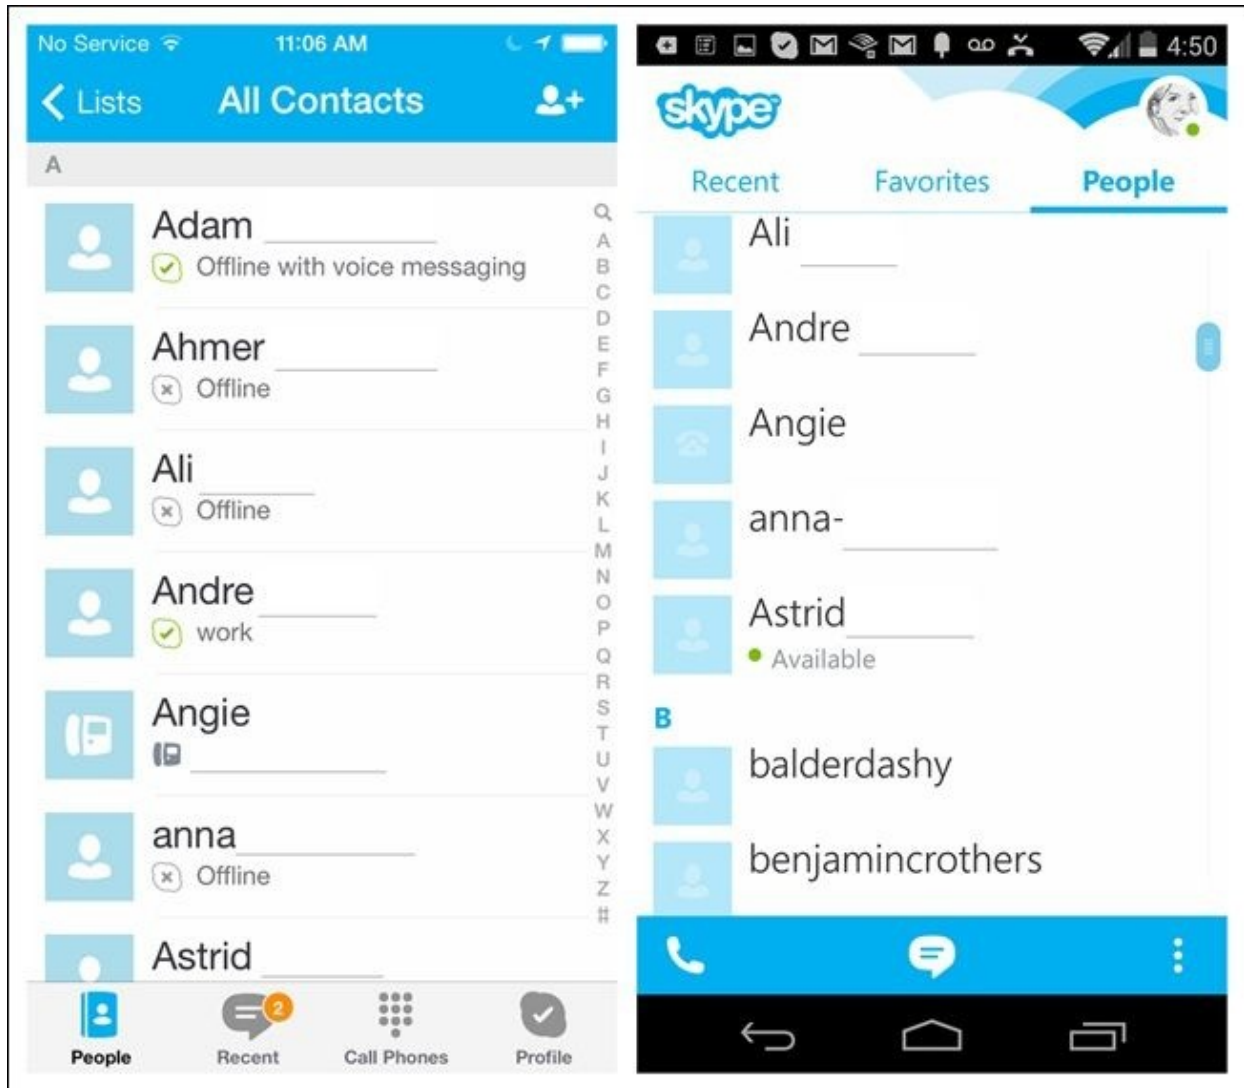 No Service 11:06 AM
Lists All Contacts
A
Adam
Offline with voice messaging
Ahmer
Offline
Ali
Offline
Andre
work
Angie
anna
Offline
Astrid
A
B
C
D
E
F
G
H
I
J
K
L
M
N
O
P
Q
R
S
T
U
V
W
X
Y
Z
#
2
People Recent Call Phones Profile
4:50
skype
Recent Favorites People
Ali
Andre
Angie
anna-
Astrid
Available
B
balderdashy
benjamincrothers